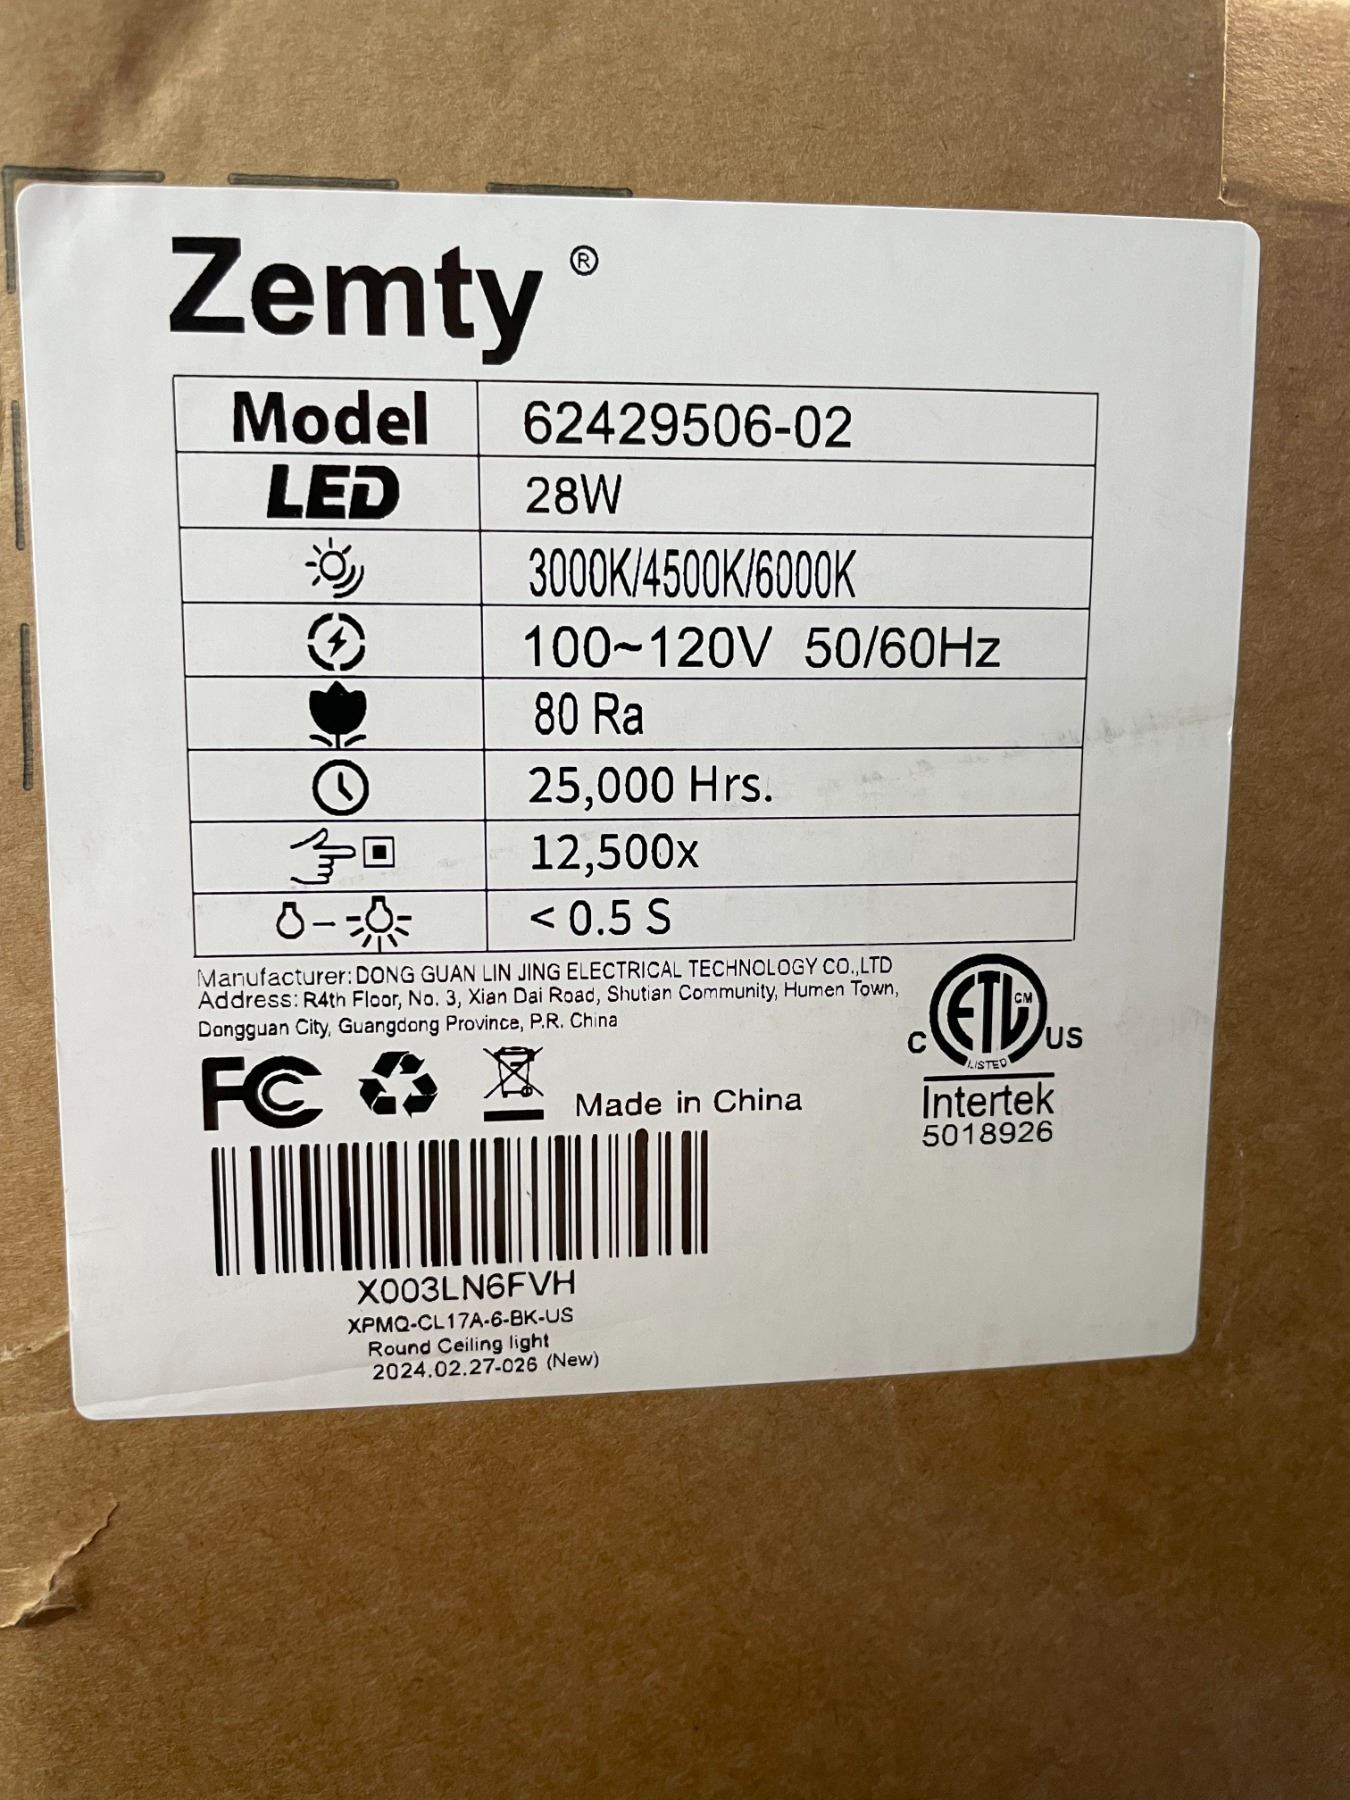 Zemty ®
Model 62429506-02
LED 28W
3000K/4500K/6000K
100~120V 50/60Hz
80 Ra
25,000 Hrs.
12,500x
< 0.5 S
Manufacturer: DONG GUAN LIN JING ELECTRICAL TECHNOLOGY CO.,LTD
Address: R4th Floor, No. 3, Xian Dai Road, Shutian Community, Humen Town,
Dongguan City, Guangdong Province, P.R. China
FC Made in China
C ETL CM US
LISTED
Intertek
5018926
X003LN6FVH
XPMQ-CL17A-6-BK-US
Round Ceiling light
2024.02.27-026 (New)